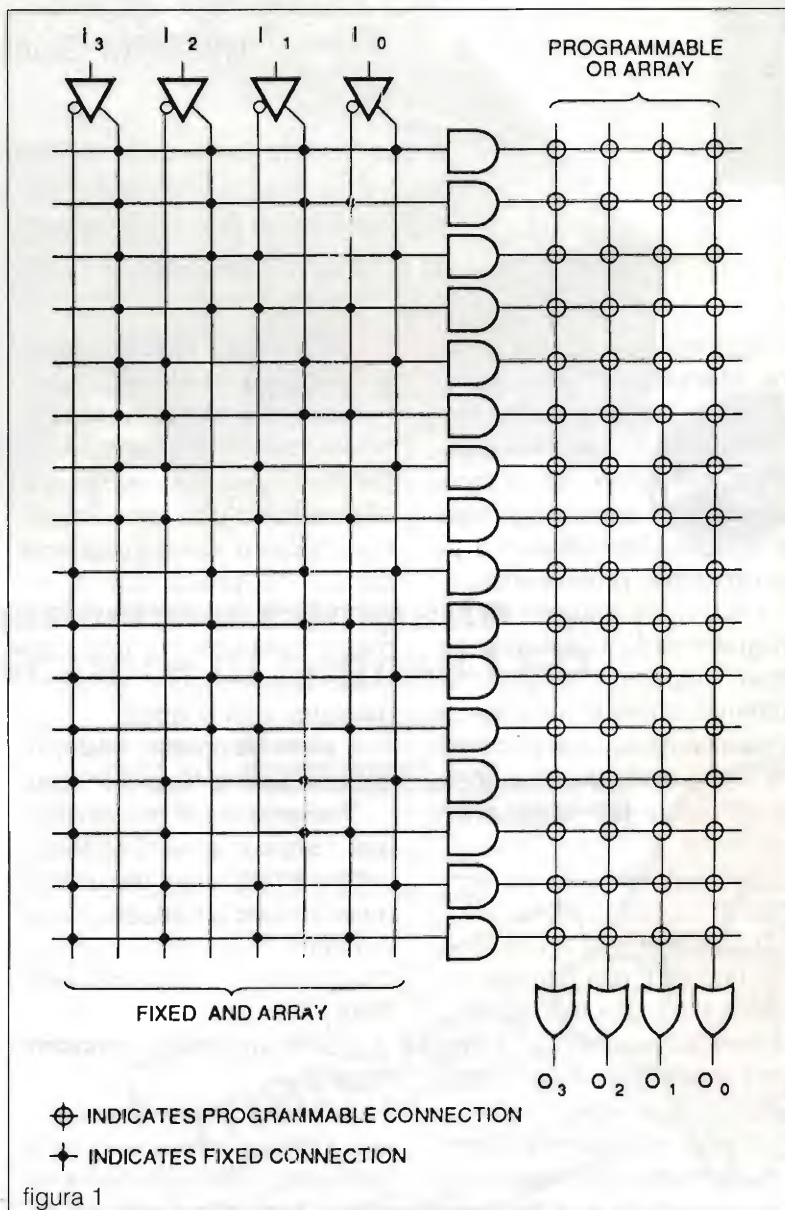 I3 I2 I1 I0
PROGRAMMABLE
OR ARRAY
FIXED AND ARRAY
O3 O2 O1 O0
INDICATES PROGRAMMABLE CONNECTION
INDICATES FIXED CONNECTION
figura 1